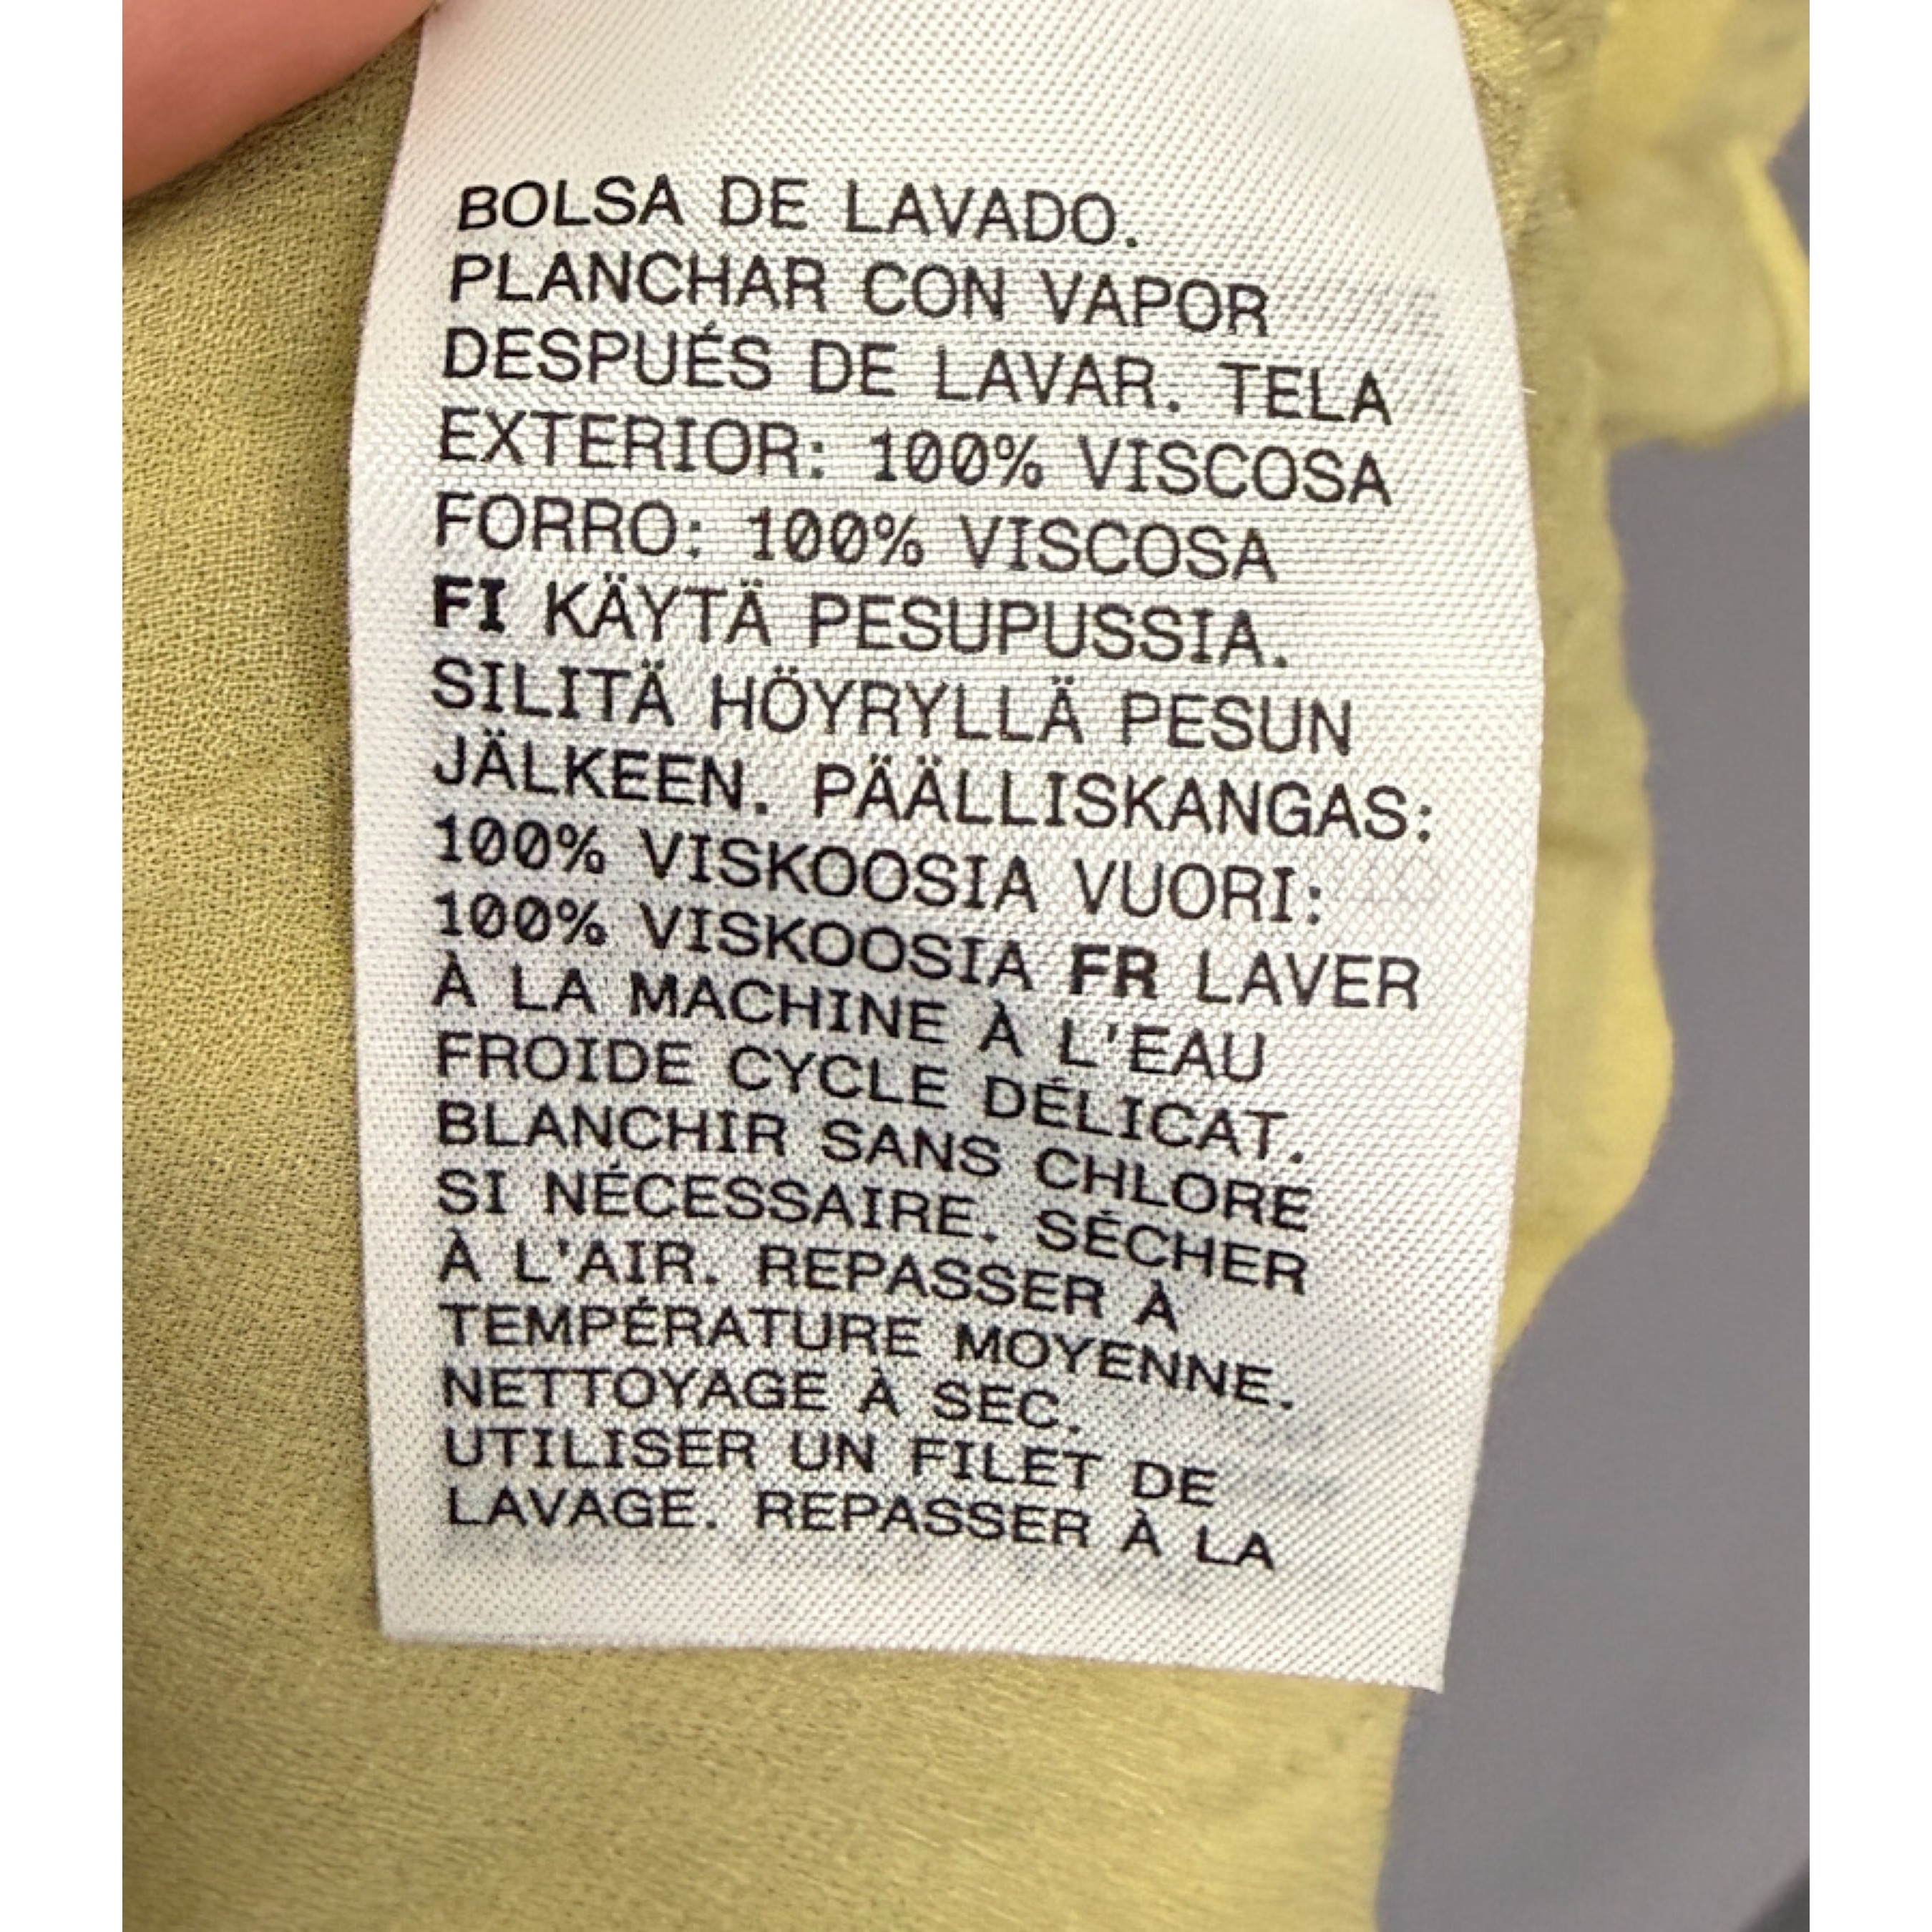 BOLSA DE LAVADO.
PLANCHAR CON VAPOR
DESPUÉS DE LAVAR. TELA
EXTERIOR: 100% VISCOSA
FORRO: 100% VISCOSA
FI KÄYTÄ PESUPUSSIA.
SILITÄ HÖYRYLLÄ PESUN
JÄLKEEN. PÄÄLLISKANGAS:
100% VISKOOSIA VUORI:
100% VISKOOSIA FR LAVER
À LA MACHINE À L'EAU
FROIDE CYCLE DÉLICAT.
BLANCHIR SANS CHLORE
SI NÉCESSAIRE. SÉCHER
À L'AIR. REPASSER À
TEMPÉRATURE MOYENNE.
NETTOYAGE À SEC.
UTILISER UN FILET DE
LAVAGE. REPASSER À LA